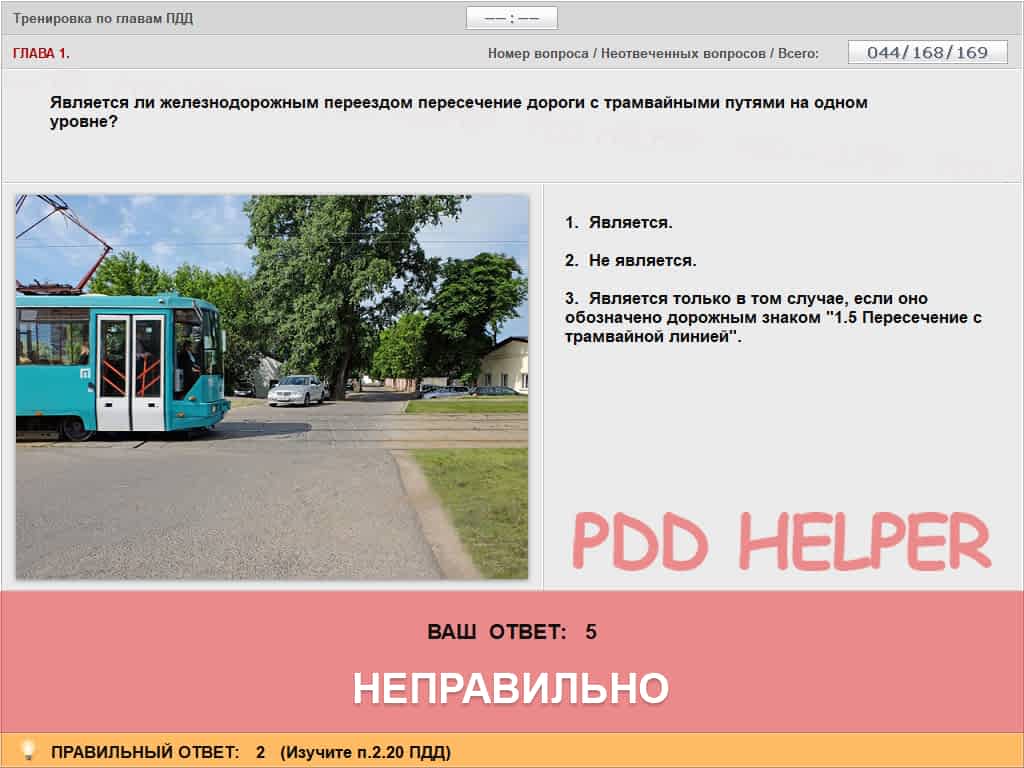 Тренировка по главам ПДД
–– : ––
ГЛАВА 1.
Номер вопроса / Неотвеченных вопросов / Всего:
044/168/169
Является ли железнодорожным переездом пересечение дороги с трамвайными путями на одном
уровне?
1. Является.
2. Не является.
3. Является только в том случае, если оно
обозначено дорожным знаком "1.5 Пересечение с
трамвайной линией".
PDD HELPER
ВАШ ОТВЕТ: 5
НЕПРАВИЛЬНО
ПРАВИЛЬНЫЙ ОТВЕТ: 2 (Изучите п.2.20 ПДД)